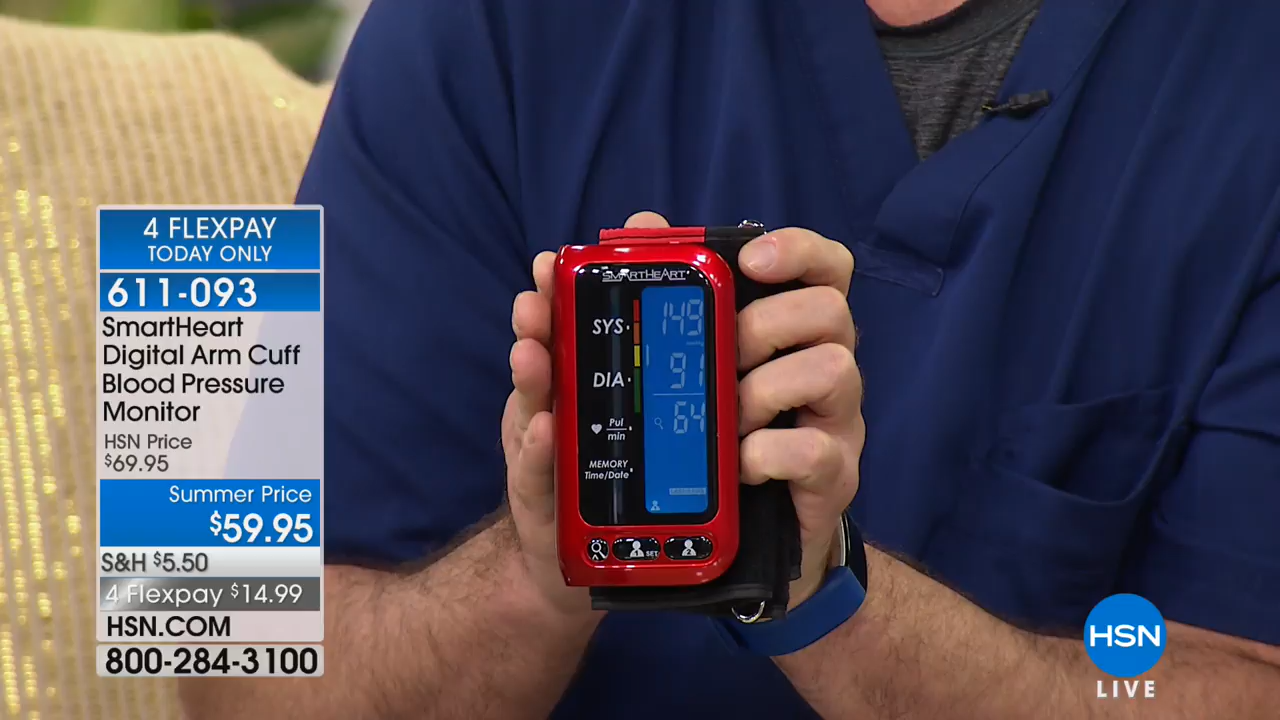 4 FLEXPAY
TODAY ONLY
611-093
SmartHeart
Digital Arm Cuff
Blood Pressure
Monitor
HSN Price
$69.95
Summer Price
$59.95
S&H $5.50
4 Flexpay $14.99
HSN.COM
800-284-3100
SMARTHEART
SYS
149
DIA
91
Pul
min
64
MEMORY
Time/Date
1
SET
2
HSN
LIVE